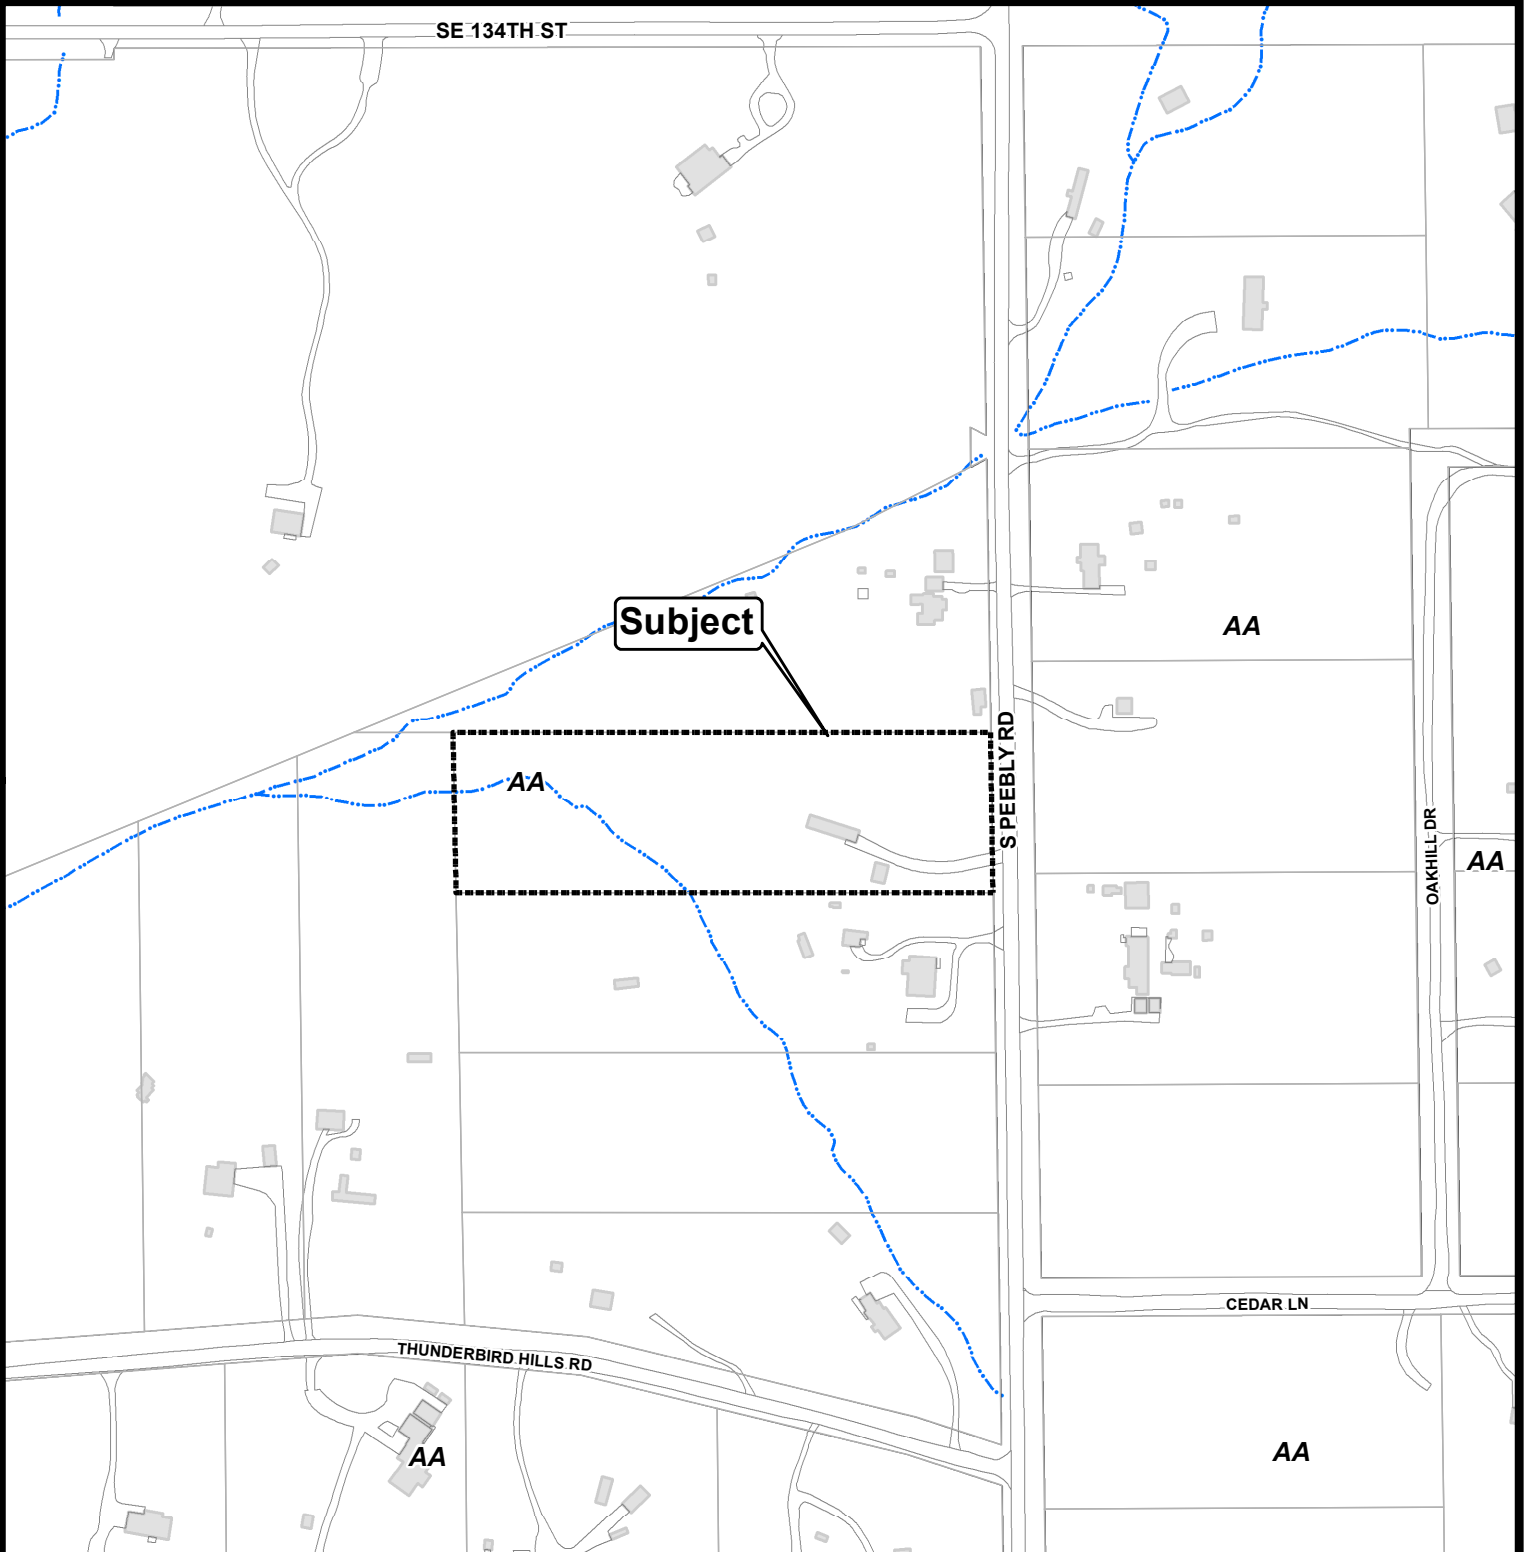 SE 134TH ST
Subject
AA
S PEEBLY RD
AA
OAKHILL DR
AA
CEDAR LN
THUNDERBIRD HILLS RD
AA
AA